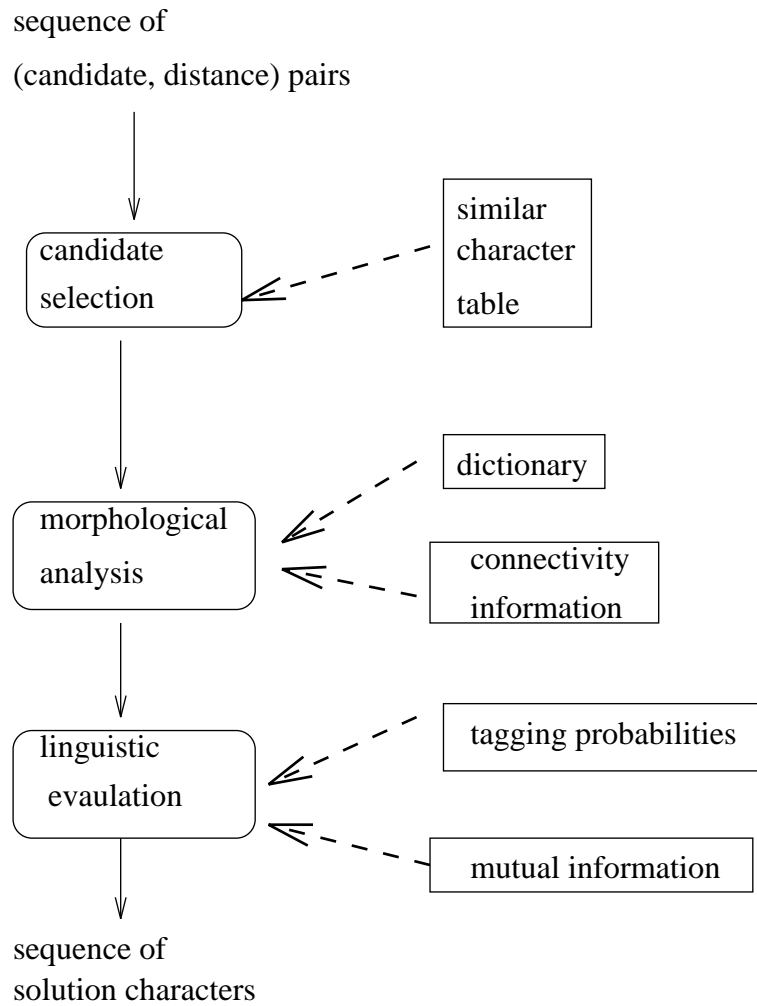 sequence of
(candidate, distance) pairs
candidate
selection
similar
character
table
morphological
analysis
dictionary
connectivity
information
linguistic
evaulation
tagging probabilities
mutual information
sequence of
solution characters